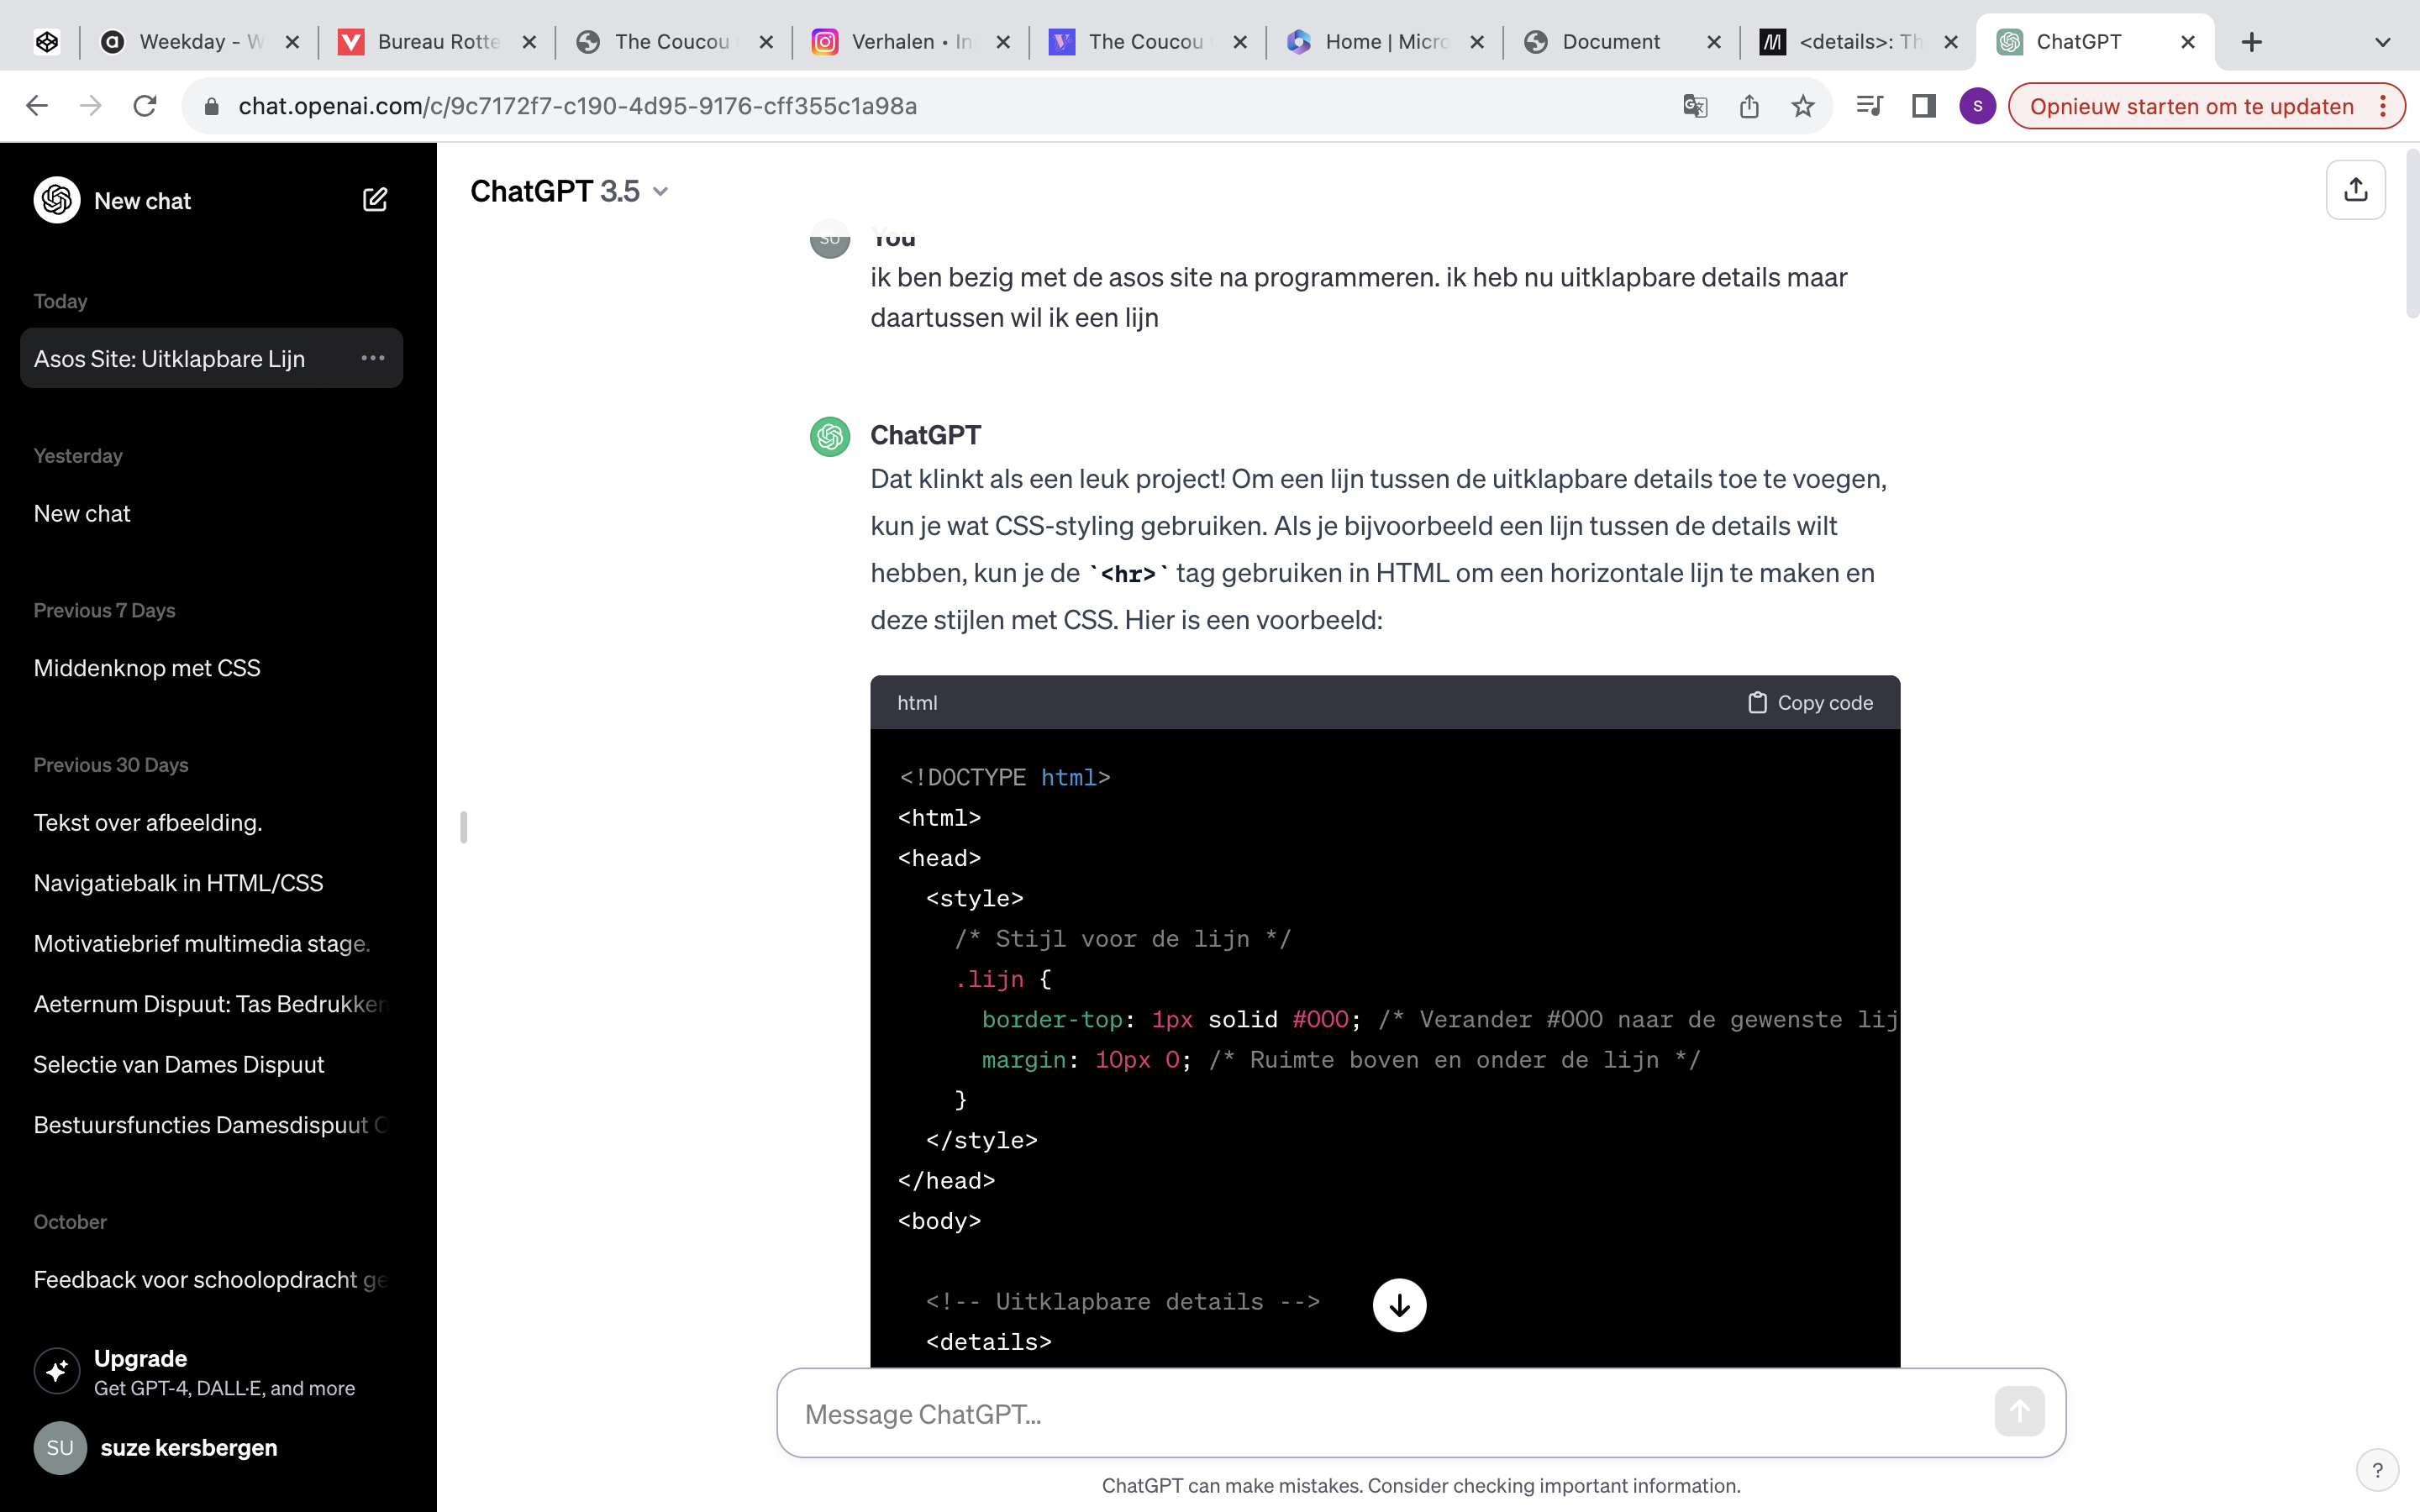 Weekday - W
Bureau Rotte
The Coucou
Verhalen • In
The Coucou
Home | Micro
Document
<details>: Th
ChatGPT
chat.openai.com/c/9c7172f7-c190-4d95-9176-cff355c1a98a
S
Opnieuw starten om te updaten
New chat
Today
Asos Site: Uitklapbare Lijn
Yesterday
New chat
Previous 7 Days
Middenknop met CSS
Previous 30 Days
Tekst over afbeelding.
Navigatiebalk in HTML/CSS
Motivatiebrief multimedia stage.
Aeternum Dispuut: Tas Bedrukken
Selectie van Dames Dispuut
Bestuursfuncties Damesdispuut O
October
Feedback voor schoolopdracht ge
Upgrade
Get GPT-4, DALL·E, and more
SU
suze kersbergen
ChatGPT 3.5
SU
You
ik ben bezig met de asos site na programmeren. ik heb nu uitklapbare details maar
daartussen wil ik een lijn
ChatGPT
Dat klinkt als een leuk project! Om een lijn tussen de uitklapbare details toe te voegen,
kun je wat CSS-styling gebruiken. Als je bijvoorbeeld een lijn tussen de details wilt
hebben, kun je de `<hr>` tag gebruiken in HTML om een horizontale lijn te maken en
deze stijlen met CSS. Hier is een voorbeeld:
html
Copy code
<!DOCTYPE html>
<html>
<head>
<style>
/* Stijl voor de lijn */
.lijn {
border-top: 1px solid #000; /* Verander #000 naar de gewenste lij
margin: 10px 0; /* Ruimte boven en onder de lijn */
}
</style>
</head>
<body>
<!-- Uitklapbare details -->
<details>
Message ChatGPT...
ChatGPT can make mistakes. Consider checking important information.
?